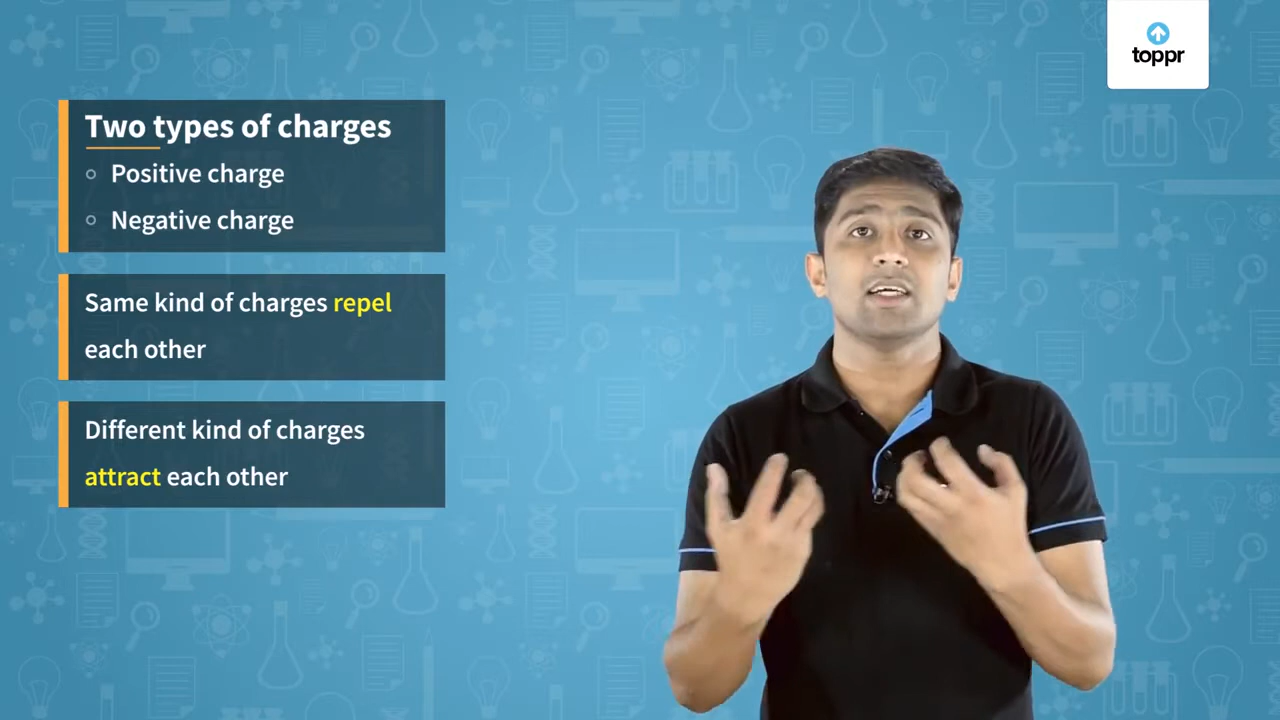 toppr
Two types of charges
Positive charge
Negative charge
Same kind of charges repel
each other
Different kind of charges
attract each other